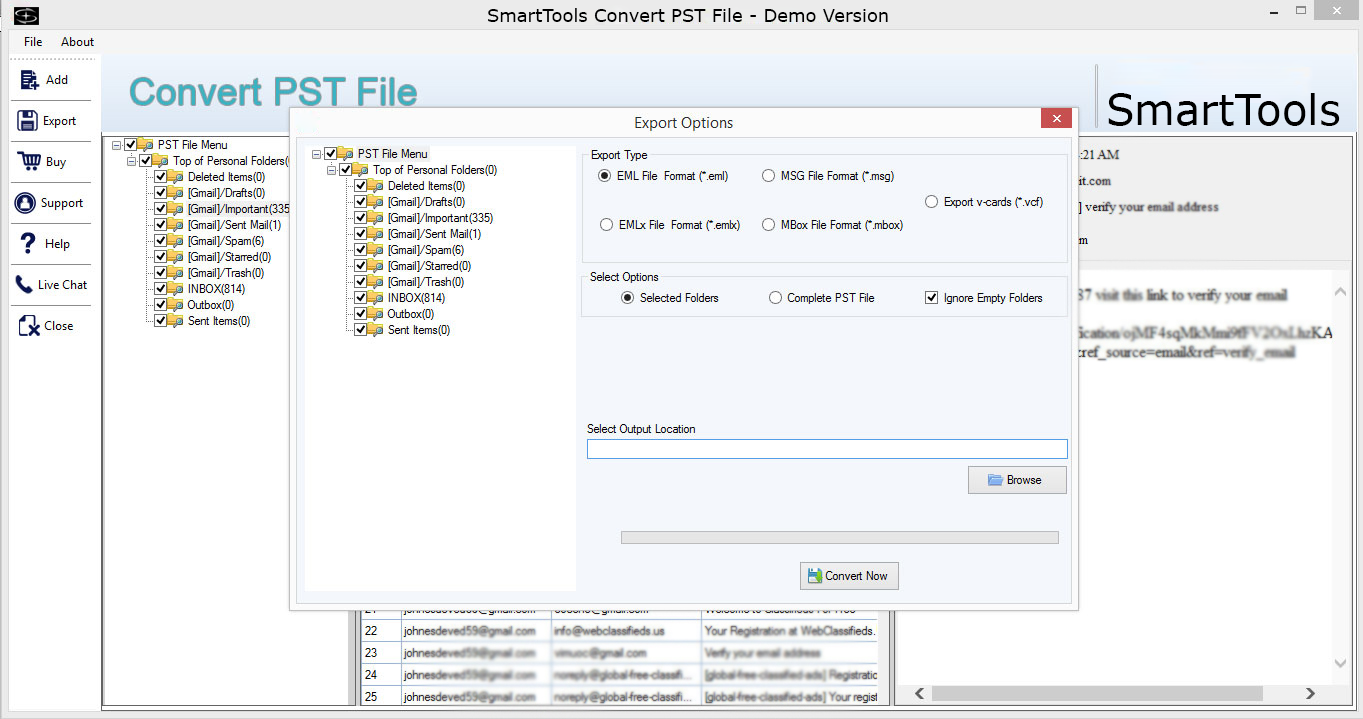 SmartTools Convert PST File - Demo Version
File About
Add
Export
Buy
Support
Help
Live Chat
Close
Convert PST File
SmartTools
PST File Menu
Top of Personal Folders(
Deleted Items(0)
[Gmail]/Drafts(0)
[Gmail]/Important(335
[Gmail]/Sent Mail(1)
[Gmail]/Spam(6)
[Gmail]/Starred(0)
[Gmail]/Trash(0)
INBOX(814)
Outbox(0)
Sent Items(0)
Export Options
PST File Menu
Top of Personal Folders(0)
Deleted Items(0)
[Gmail]/Drafts(0)
[Gmail]/Important(335)
[Gmail]/Sent Mail(1)
[Gmail]/Spam(6)
[Gmail]/Starred(0)
[Gmail]/Trash(0)
INBOX(814)
Outbox(0)
Sent Items(0)
Export Type
EML File Format (*.eml) MSG File Format (*.msg)
Export v-cards (*.vcf)
EMLx File Format (*.emlx) MBox File Format (*.mbox)
Select Options
Selected Folders Complete PST File Ignore Empty Folders
Select Output Location
Browse
Convert Now
:21 AM
it.com
] verify your email address
m
37 visit this link to verify your email
:ref_source=email&ref=verify_email
22 johnesdeved59@gmail.com info@webclassifieds.us Your Registration at WebClassifieds.
23 johnesdeved59@gmail.com Verify your email address
24 johnesdeved59@gmail.com noreply@global-free-classifi... [global-free-classified-ads] Registratio
25 johnesdeved59@gmail.com noreply@global-free-classifi... [global-free-classified-ads] Your regist